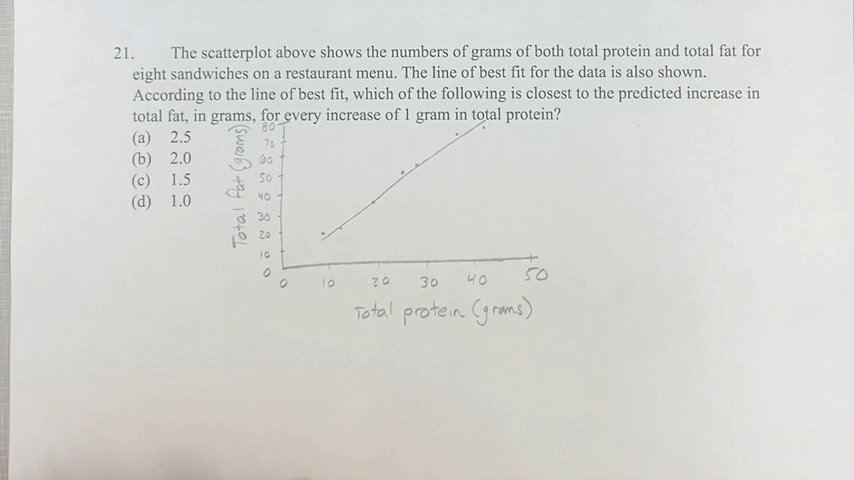 21. The scatterplot above shows the numbers of grams of both total protein and total fat for
eight sandwiches on a restaurant menu. The line of best fit for the data is also shown.
According to the line of best fit, which of the following is closest to the predicted increase in
total fat, in grams, for every increase of 1 gram in total protein?
(a) 2.5
(b) 2.0
(c) 1.5
(d) 1.0
Total fat (grams)
80
70
60
50
40
30
20
10
0
0 10 20 30 40 50
Total protein (grams)